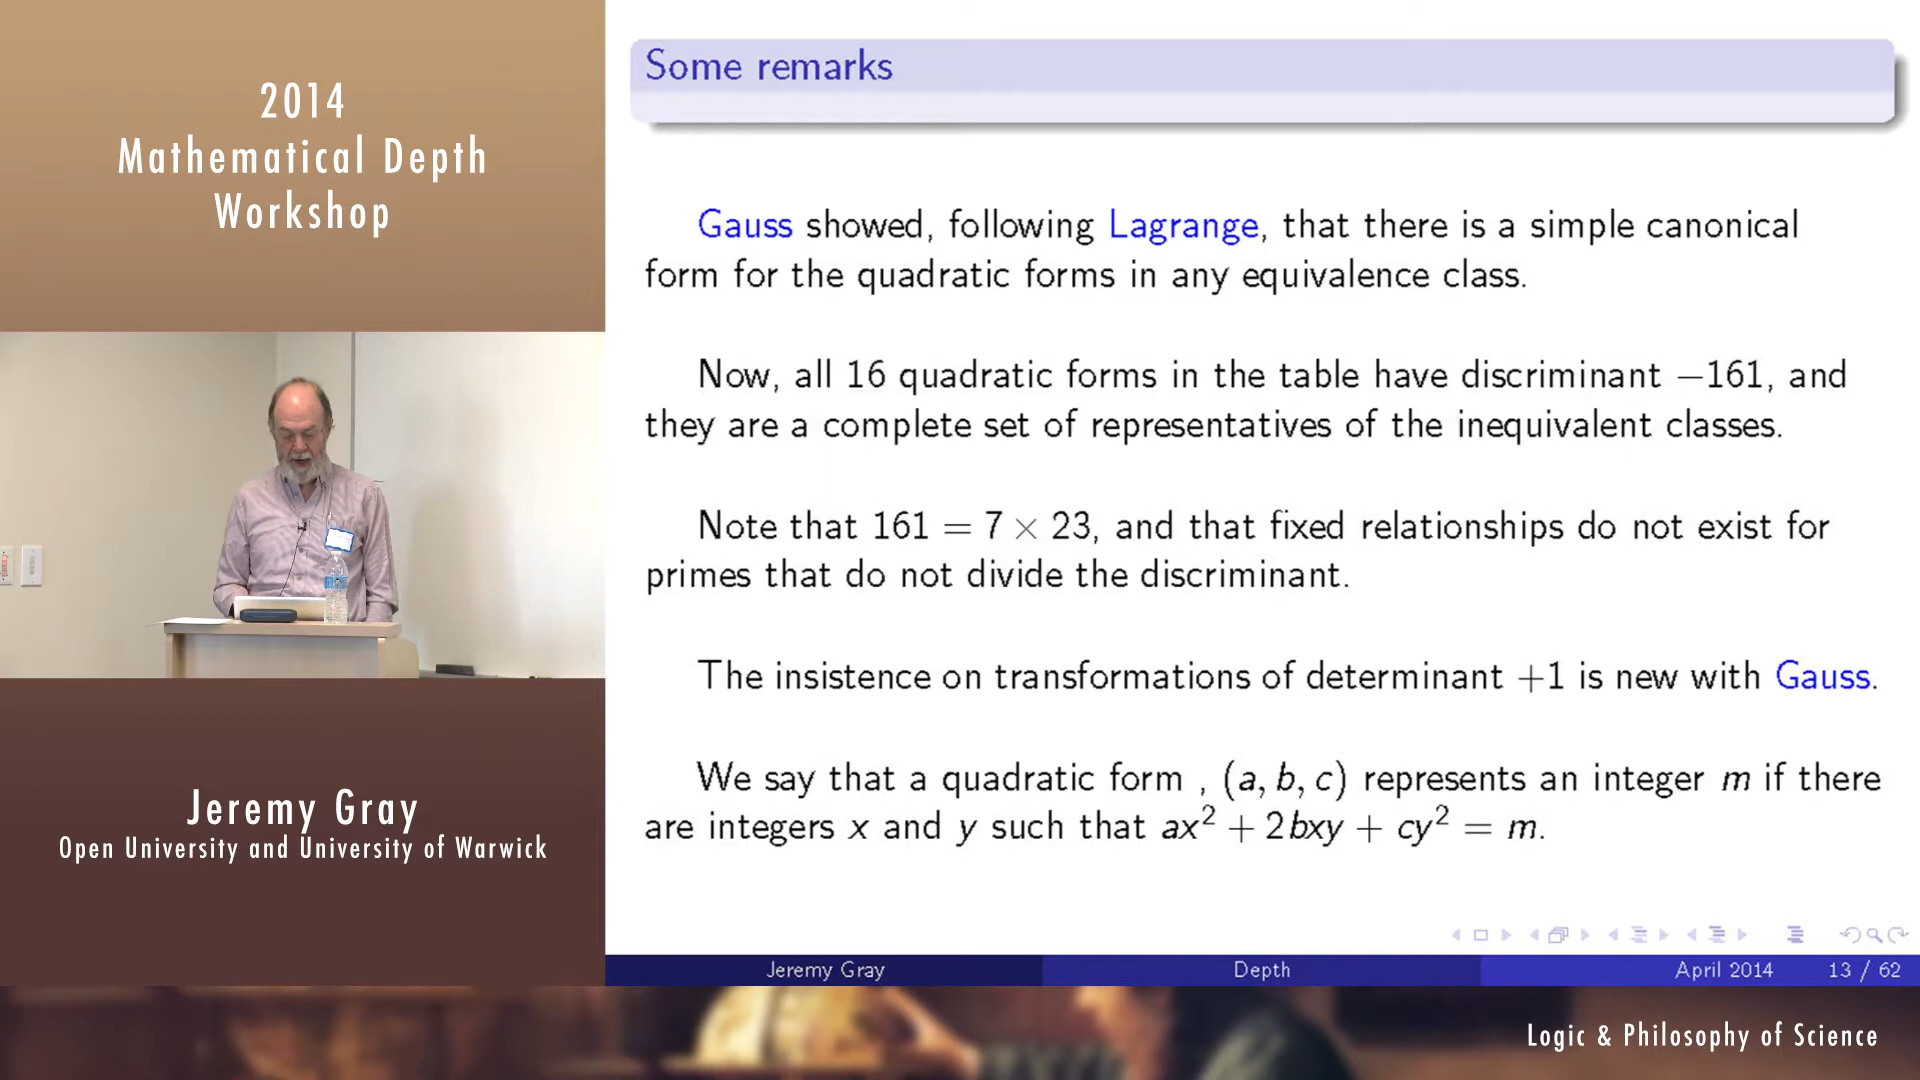 2014
Mathematical Depth
Workshop
Jeremy Gray
Open University and University of Warwick
Some remarks
Gauss showed, following Lagrange, that there is a simple canonical
form for the quadratic forms in any equivalence class.
Now, all 16 quadratic forms in the table have discriminant −161, and
they are a complete set of representatives of the inequivalent classes.
Note that 161 = 7 × 23, and that fixed relationships do not exist for
primes that do not divide the discriminant.
The insistence on transformations of determinant +1 is new with Gauss.
We say that a quadratic form , (a, b, c) represents an integer m if there
are integers x and y such that ax² + 2bxy + cy² = m.
Jeremy Gray Depth April 2014 13 / 62
Logic & Philosophy of Science